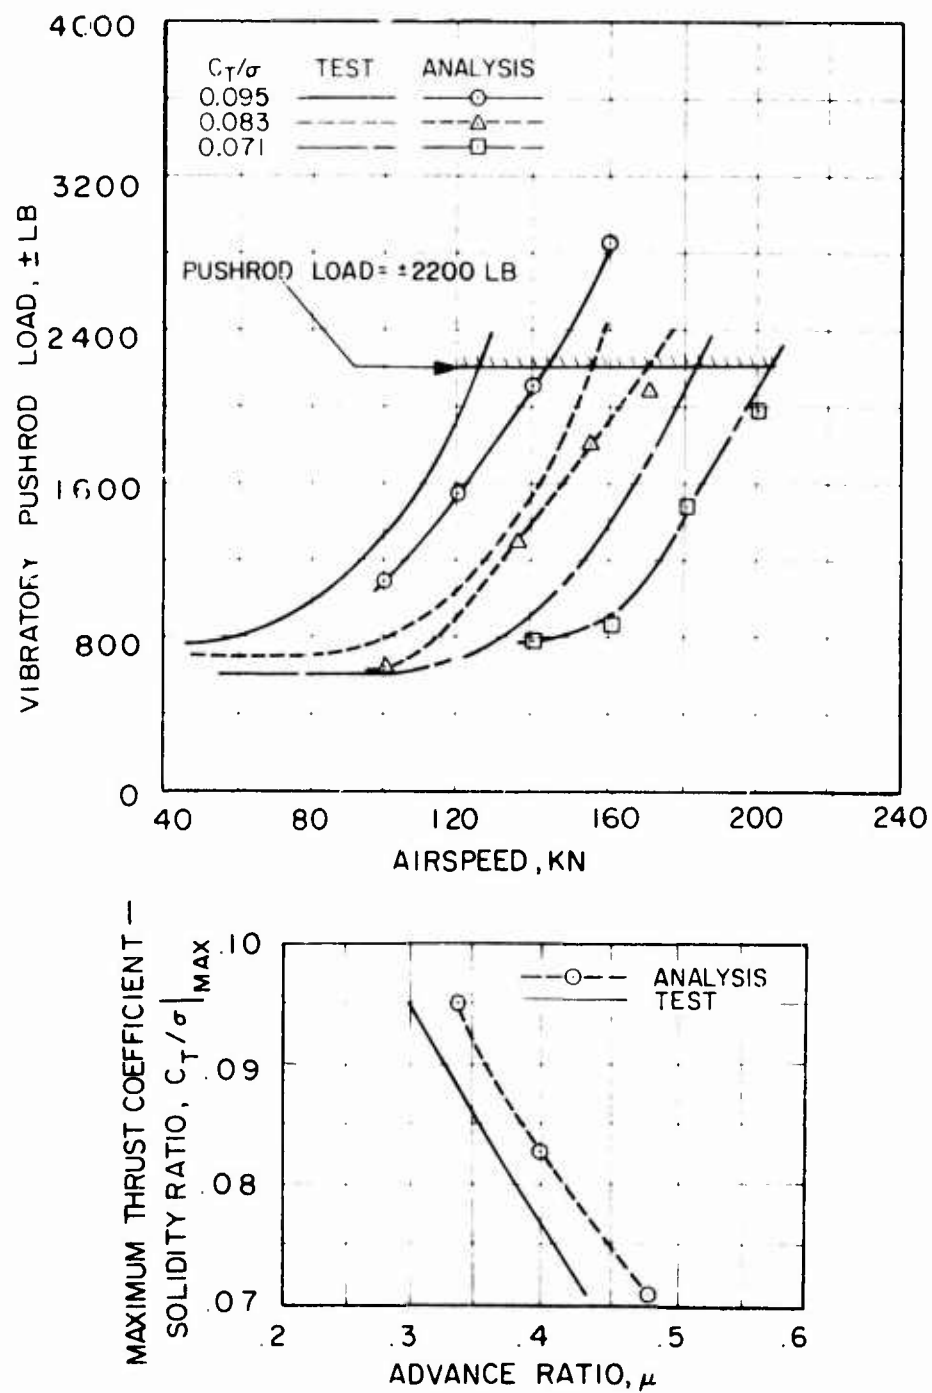 4000
C_T/σ TEST ANALYSIS
0.095
0.083
0.071
3200
PUSHROD LOAD= ±2200 LB
2400
1600
800
0
VIBRATORY PUSHROD LOAD, ± LB
40 80 120 160 200 240
AIRSPEED, KN
MAXIMUM THRUST COEFFICIENT —
SOLIDITY RATIO, C_T/σ|MAX
.10
ANALYSIS
TEST
.09
.08
.07
.2 .3 .4 .5 .6
ADVANCE RATIO, μ